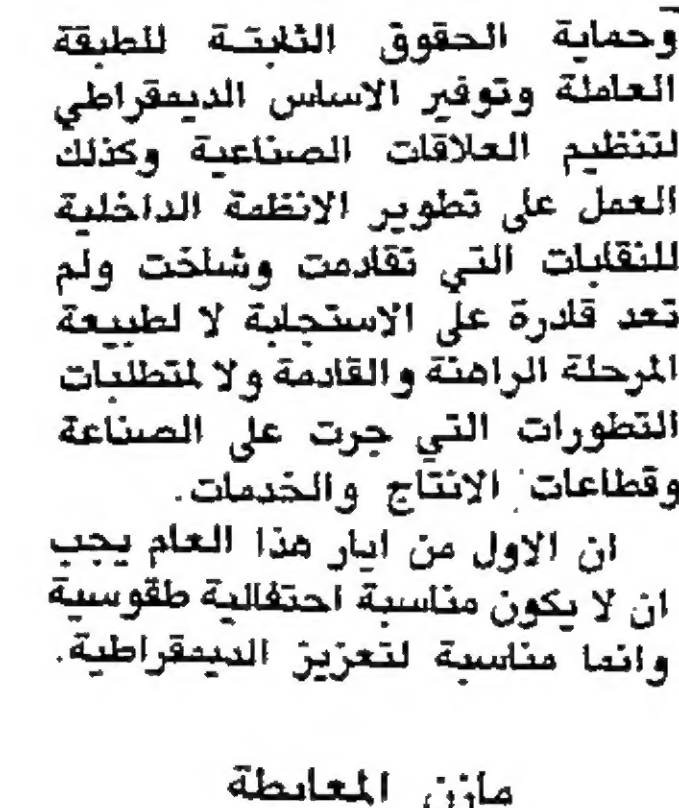 وحماية الحقوق الثابتة للطبقة
العاملة وتوفير الاساس الديمقراطي
لتنظيم العلاقات الصناعية وكذلك
العمل على تطوير الانظمة الداخلية
للنقابات التي تقادمت وشاخت ولم
تعد قادرة على الاستجابة لا لطبيعة
المرحلة الراهنة والقادمة ولا لمتطلبات
التطورات التي جرت على الصناعة
وقطاعات الانتاج والخدمات.
ان الاول من ايار هذا العام يجب
ان لا يكون مناسبة احتفالية طقوسية
وانما مناسبة لتعزيز الديمقراطية.
مازن المعايطة